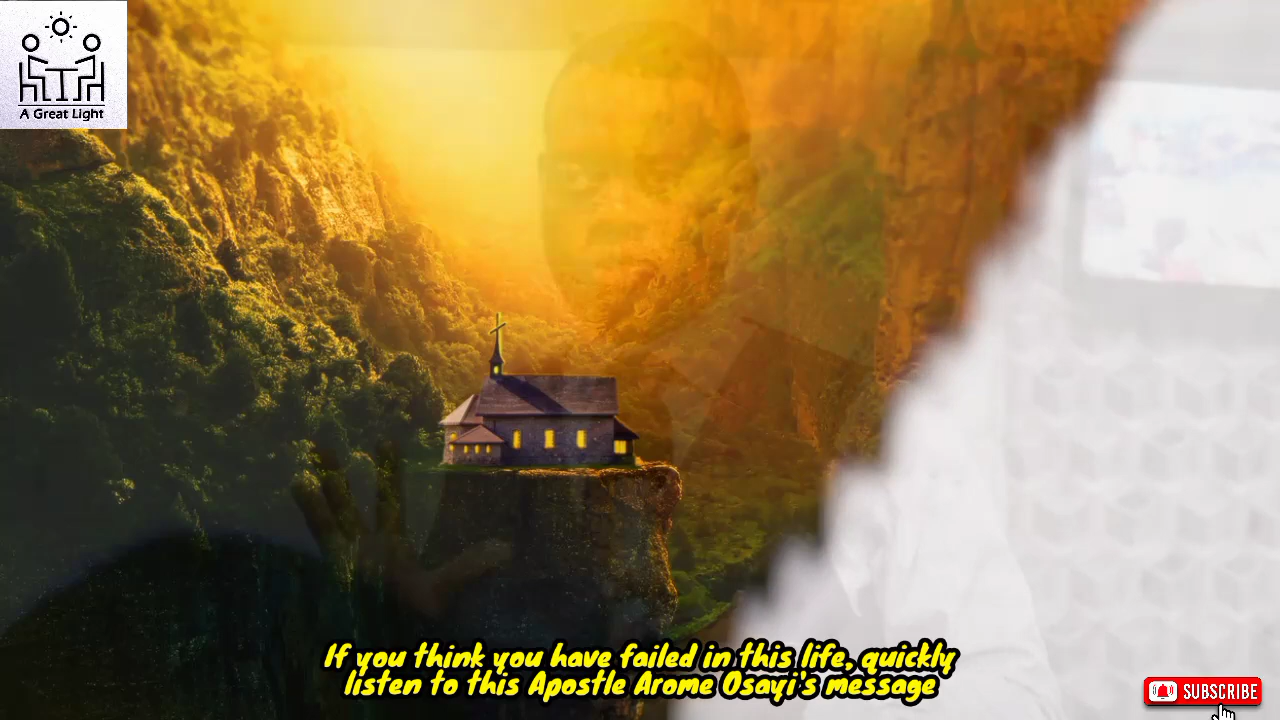 A Great Light
If you think you have failed in this life, quickly
listen to this Apostle Arome Osayi's message
SUBSCRIBE